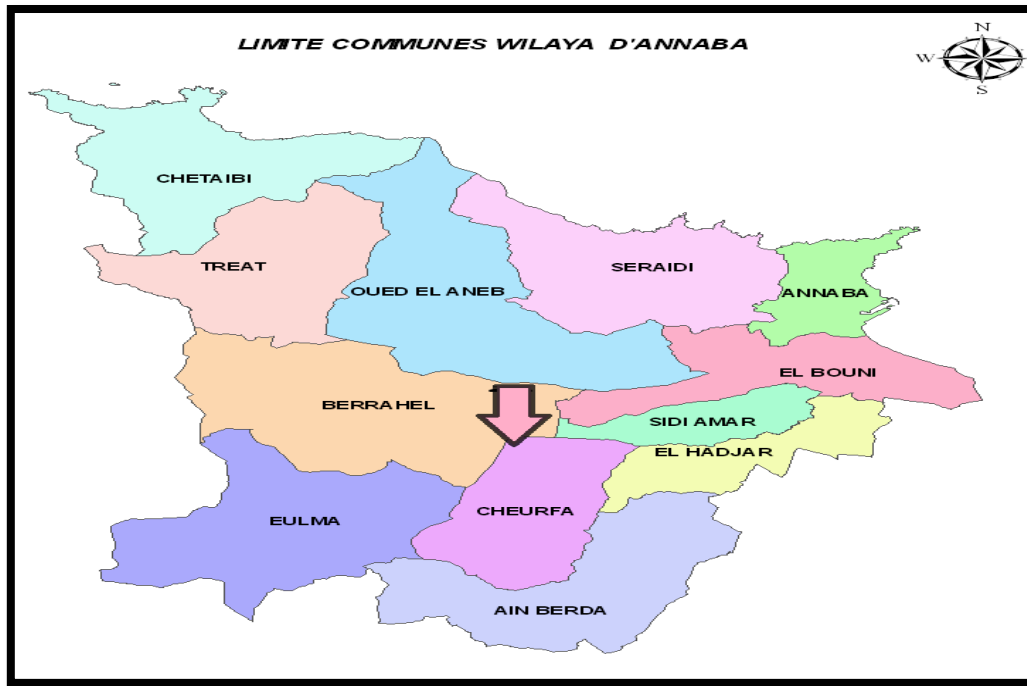 LIMITE COMMUNES WILAYA D'ANNABA
N
W
S
CHETAIBI
TREAT
SERAIDI
OUED EL ANEB
ANNABA
EL BOUNI
BERRAHEL
SIDI AMAR
EL HADJAR
CHEURFA
EULMA
AIN BERDA